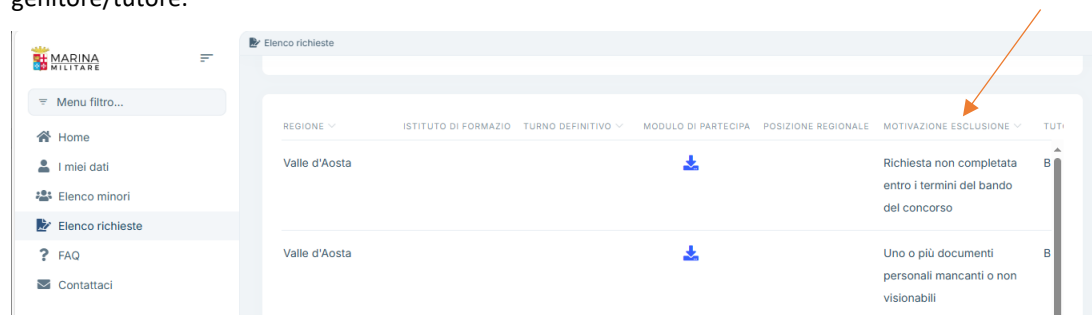 genitore/tutore.
MARINA
MILITARE
Elenco richieste
Menu filtro...
Home
I miei dati
Elenco minori
Elenco richieste
FAQ
Contattaci
REGIONE ISTITUTO DI FORMAZIO TURNO DEFINITIVO MODULO DI PARTECIPA POSIZIONE REGIONALE MOTIVAZIONE ESCLUSIONE TUT
Valle d'Aosta Richiesta non completata B
entro i termini del bando
del concorso
Valle d'Aosta Uno o più documenti B
personali mancanti o non
visionabili